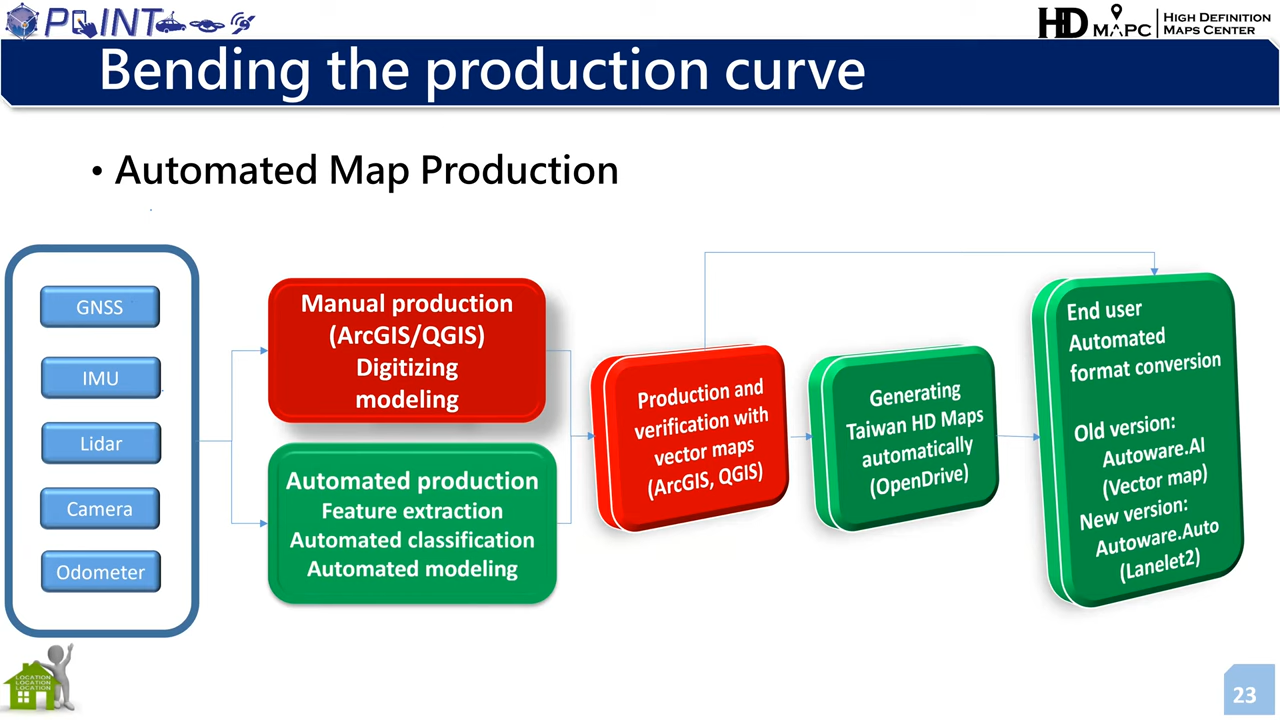 POINT
HD MAPC
HIGH DEFINITION
MAPS CENTER
Bending the production curve
• Automated Map Production
GNSS
IMU
Lidar
Camera
Odometer
Manual production
(ArcGIS/QGIS)
Digitizing
modeling
Automated production
Feature extraction
Automated classification
Automated modeling
Production and
verification with
vector maps
(ArcGIS, QGIS)
Generating
Taiwan HD Maps
automatically
(OpenDrive)
End user
Automated
format conversion
Old version:
Autoware.AI
(Vector map)
New version:
Autoware.Auto
(Lanelet2)
LOCATION
LOCATION
LOCATION
23